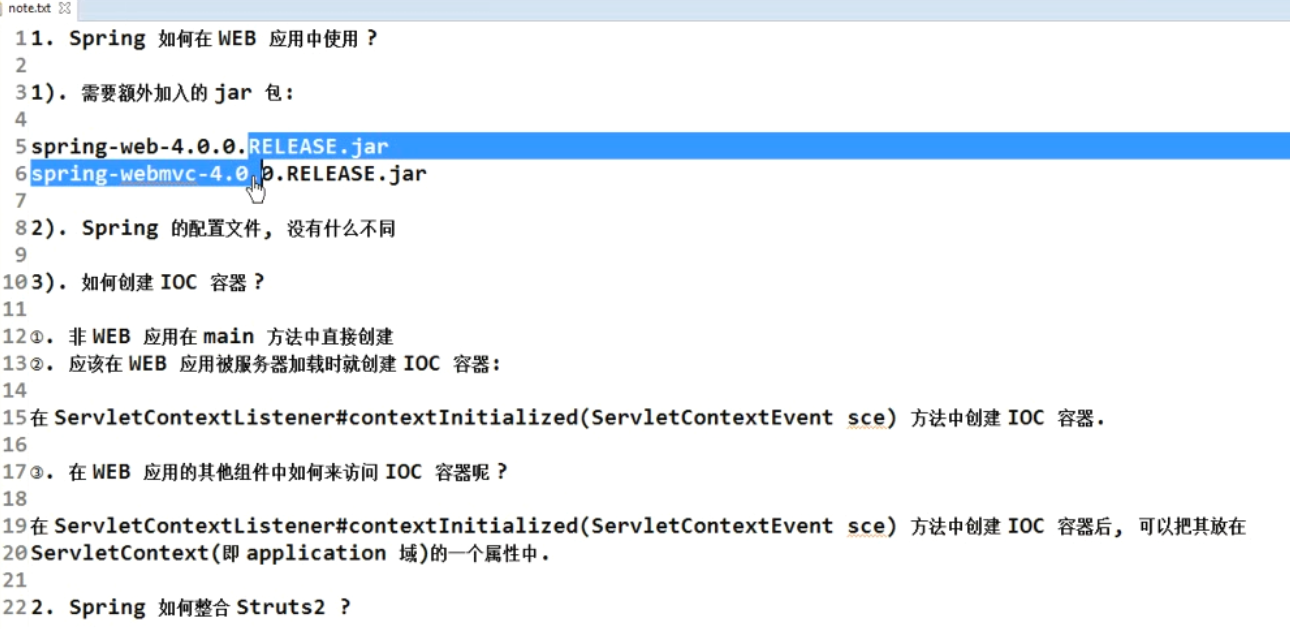 note.txt
1 1. Spring 如何在 WEB 应用中使用 ?
2
3 1). 需要额外加入的 jar 包:
4
5 spring-web-4.0.0.RELEASE.jar
6 spring-webmvc-4.0.0.RELEASE.jar
7
8 2). Spring 的配置文件, 没有什么不同
9
10 3). 如何创建 IOC 容器 ?
11
12 ①. 非 WEB 应用在 main 方法中直接创建
13 ②. 应该在 WEB 应用被服务器加载时就创建 IOC 容器:
14
15 在 ServletContextListener#contextInitialized(ServletContextEvent sce) 方法中创建 IOC 容器.
16
17 ③. 在 WEB 应用的其他组件中如何来访问 IOC 容器呢 ?
18
19 在 ServletContextListener#contextInitialized(ServletContextEvent sce) 方法中创建 IOC 容器后, 可以把其放在
20 ServletContext(即 application 域)的一个属性中.
21
22 2. Spring 如何整合 Struts2 ?